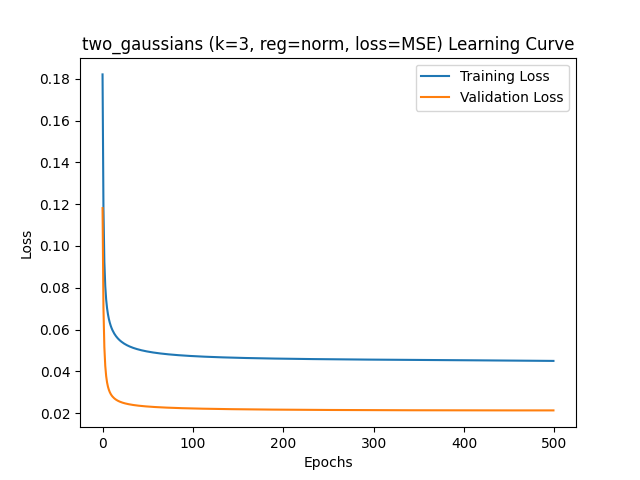 two_gaussians (k=3, reg=norm, loss=MSE) Learning Curve
Training Loss
Validation Loss
0.18
0.16
0.14
0.12
0.10
0.08
0.06
0.04
0.02
Loss
0 100 200 300 400 500
Epochs